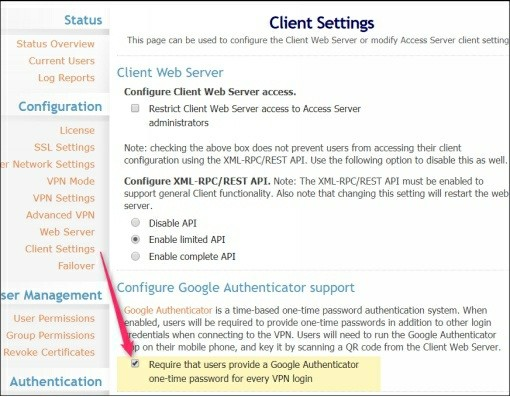 Status
Status Overview
Current Users
Log Reports
Configuration
License
SSL Settings
er Network Settings
VPN Mode
VPN Settings
Advanced VPN
Web Server
Client Settings
Failover
ser Management
User Permissions
Group Permissions
Revoke Certificates
Authentication
Client Settings
This page can be used to configure the Client Web Server or modify Access Server client setting
Client Web Server
Configure Client Web Server access.
Restrict Client Web Server access to Access Server
administrators
Note: checking the above box does not prevent users from accessing their client
configuration using the XML-RPC/REST API. Use the following option to disable this as well.
Configure XML-RPC/REST API. Note: The XML-RPC/REST API must be enabled to
support general Client functionality. Also note that changing this setting will restart the web
server.
Disable API
Enable limited API
Enable complete API
Configure Google Authenticator support
Google Authenticator is a time-based one-time password authentication system. When
enabled, users will be required to provide one-time passwords in addition to other login
credentials when connecting to the VPN. Users will need to run the Google Authenticator
app on their mobile phone, and key it by scanning a QR code from the Client Web Server.
Require that users provide a Google Authenticator
one-time password for every VPN login